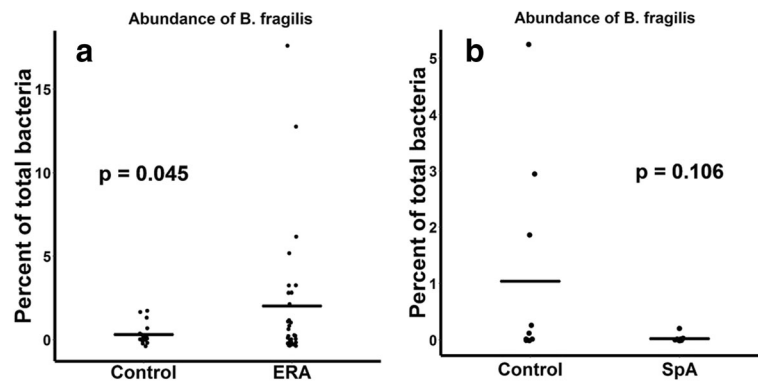 Abundance of B. fragilis
a
Percent of total bacteria
15
10
5
0
p = 0.045
Control ERA
Abundance of B. fragilis
b
Percent of total bacteria
5
4
3
2
1
0
p = 0.106
Control SpA